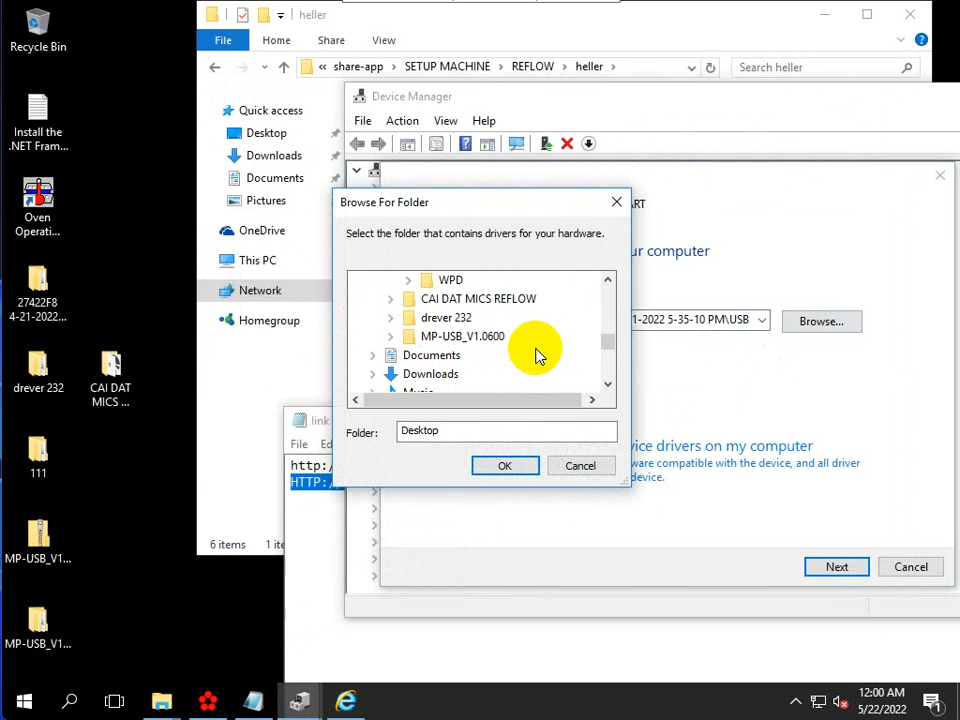 Recycle Bin
Install the
.NET Fram...
Oven
Operati...
27422F8
4-21-2022...
drever 232
CAI DAT
MICS ...
111
MP-USB_V1...
MP-USB_V1...
heller
File
Home
Share
View
« share-app > SETUP MACHINE > REFLOW > heller >
Search heller
Quick access
Desktop
Downloads
Documents
Pictures
OneDrive
This PC
Network
Homegroup
6 items
1 ite
Device Manager
File
Action
View
Help
ART
ur computer
1-2022 5-35-10 PM\USB
Browse...
vice drivers on my computer
ware compatible with the device, and all driver
device.
Next
Cancel
Browse For Folder
Select the folder that contains drivers for your hardware.
WPD
CAI DAT MICS REFLOW
drever 232
MP-USB_V1.0600
Documents
Downloads
Music
Folder:
Desktop
OK
Cancel
link
File
Ed
http:/
HTTP:/
12:00 AM
5/22/2022
1